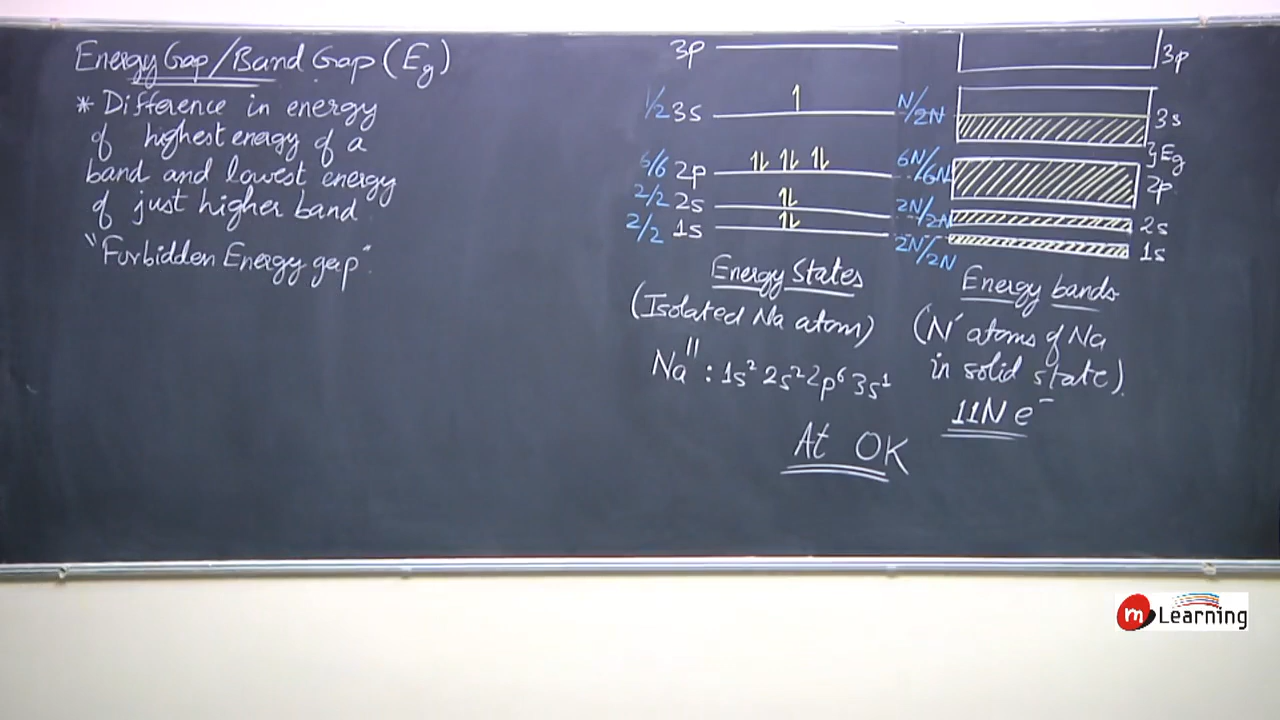 Energy Gap/Band Gap (Eg)
* Difference in energy
of highest energy of a
band and lowest energy
of just higher band
"Furbidden Energy gap"
3p
1/2 3s
6/6 2p
2/2 2s
2/2 1s
Energy States
(Isolated Na atom)
Na¹¹ : 1s² 2s² 2p⁶ 3s¹
At 0K
3p
N/2N 3s
}Eg
6N/6N 2p
2N/2N 2s
2N/2N 1s
Energy bands
('N' atoms of Na
in solid state)
11N e⁻
m Learning